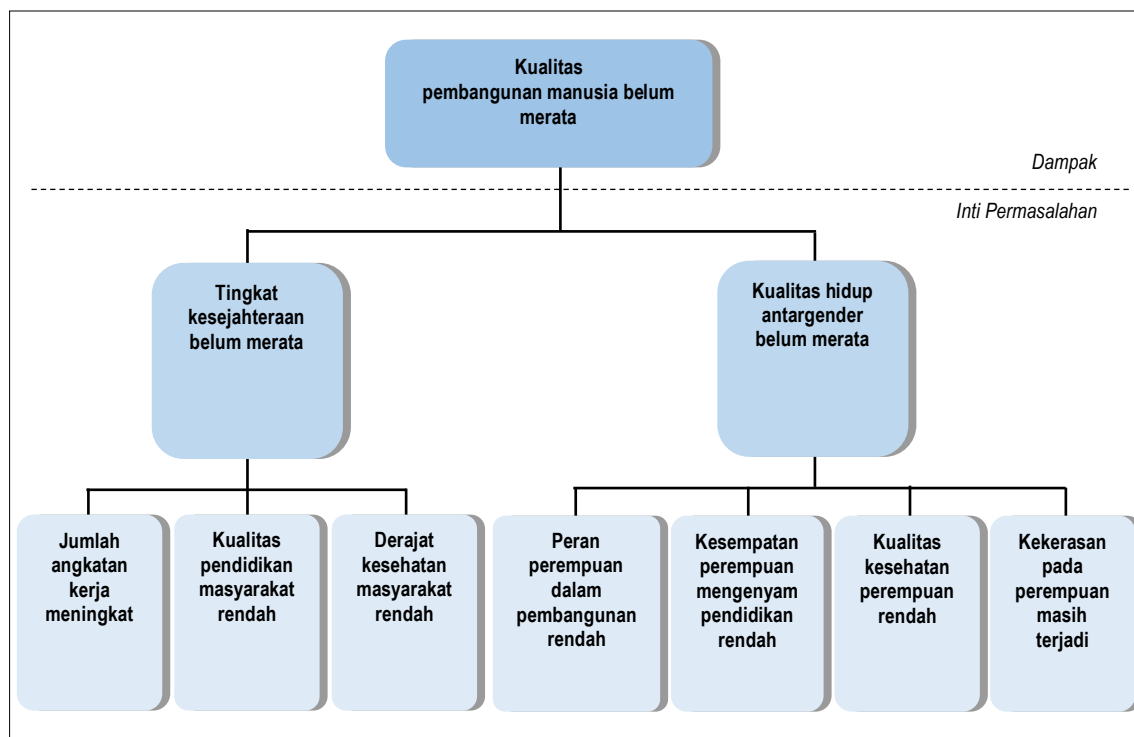 Kualitas
pembangunan manusia belum
merata
Dampak
Inti Permasalahan
Tingkat
kesejahteraan
belum merata
Kualitas hidup
antargender
belum merata
Jumlah
angkatan
kerja
meningkat
Kualitas
pendidikan
masyarakat
rendah
Derajat
kesehatan
masyarakat
rendah
Peran
perempuan
dalam
pembangunan
rendah
Kesempatan
perempuan
mengenyam
pendidikan
rendah
Kualitas
kesehatan
perempuan
rendah
Kekerasan
pada
perempuan
masih
terjadi